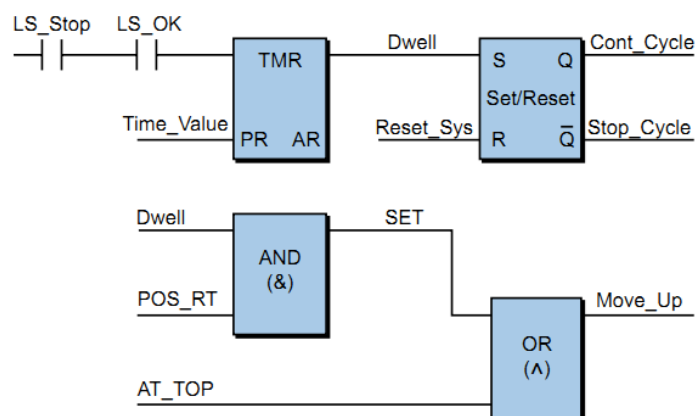 LS_Stop LS_OK
TMR
Dwell
S Q
Cont_Cycle
Set/Reset
Time_Value
PR AR
Reset_Sys
R Q̅
Stop_Cycle
Dwell
SET
AND
(&)
POS_RT
Move_Up
OR
(∧)
AT_TOP